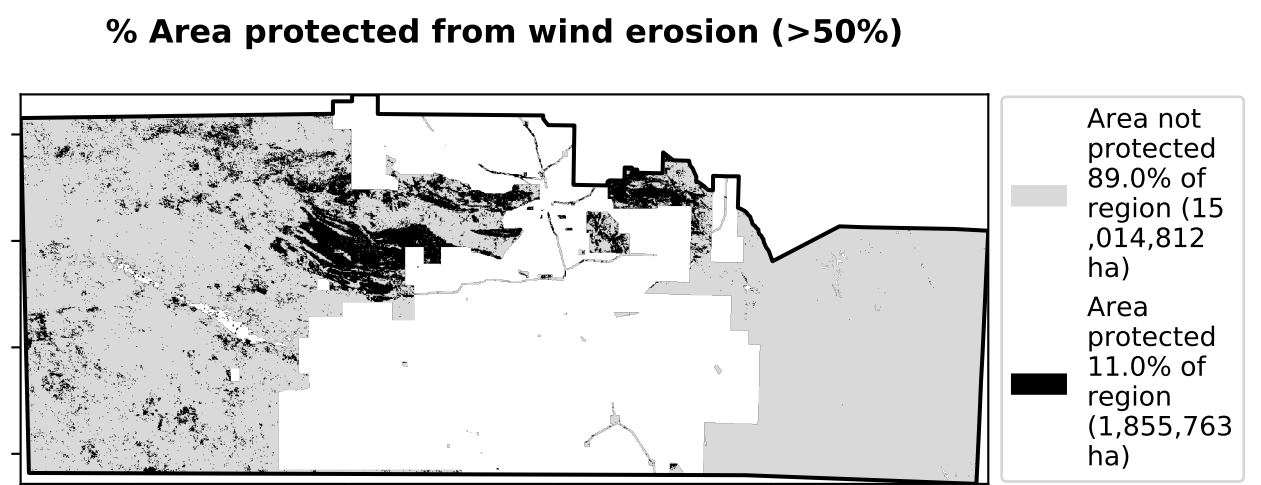 % Area protected from wind erosion (>50%)
Area not
protected
89.0% of
region (15
,014,812
ha)
Area
protected
11.0% of
region
(1,855,763
ha)